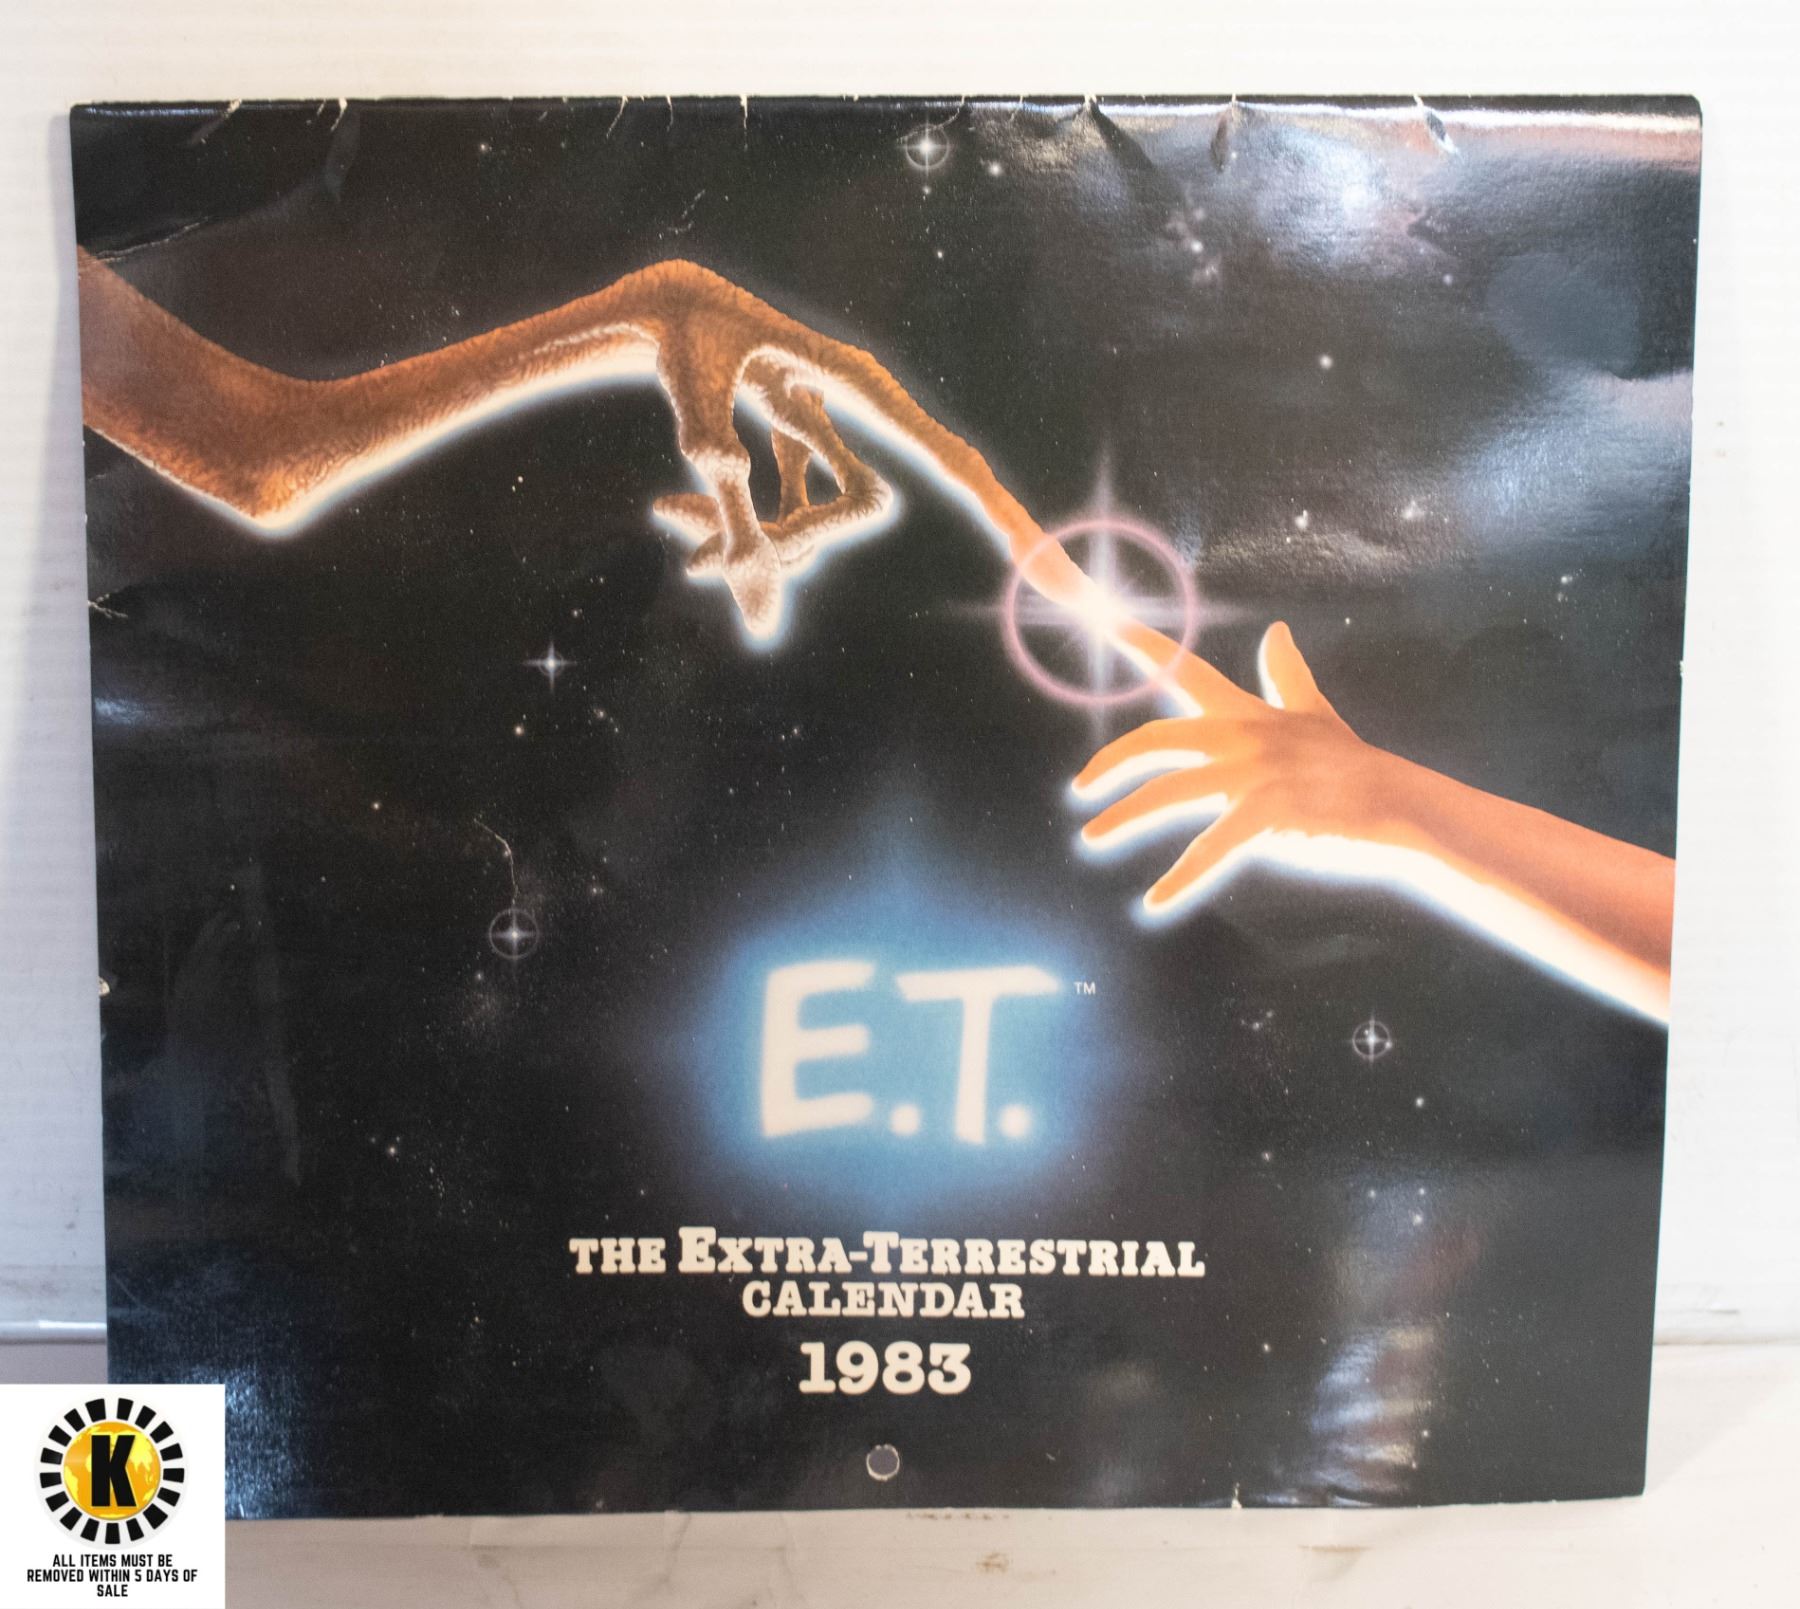 E.T.™
THE EXTRA-TERRESTRIAL
CALENDAR
1983
K
ALL ITEMS MUST BE
REMOVED WITHIN 5 DAYS OF
SALE